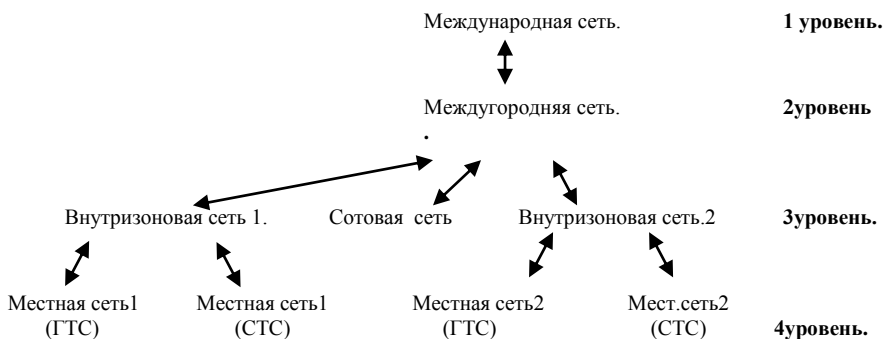 Международная сеть. 1 уровень.
Междугородняя сеть. 2уровень
.
Внутризоновая сеть 1. Сотовая сеть Внутризоновая сеть.2 3уровень.
Местная сеть1 Местная сеть1 Местная сеть2 Мест.сеть2
(ГТС) (СТС) (ГТС) (СТС) 4уровень.